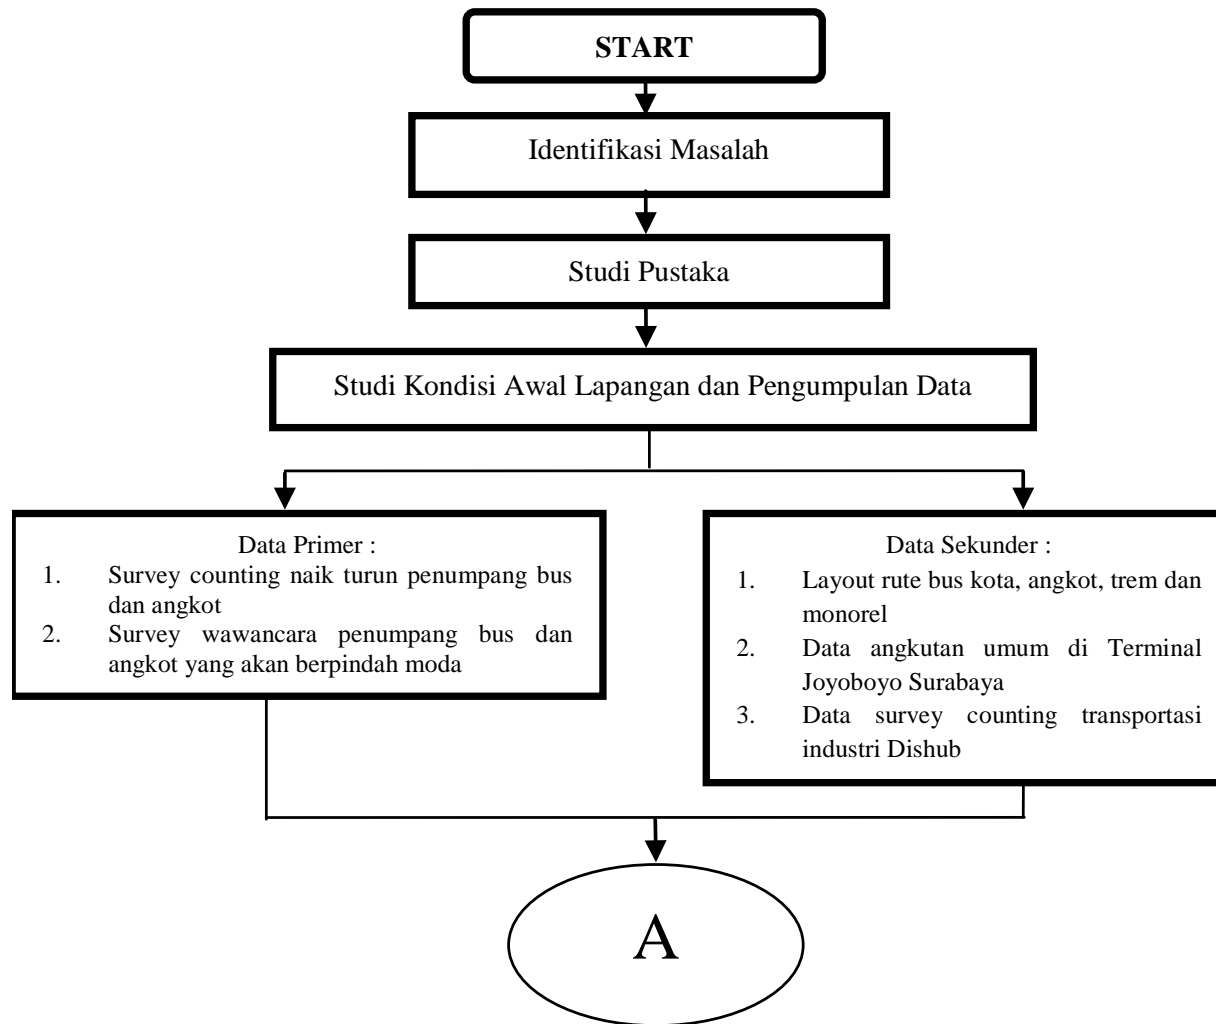 START
Identifikasi Masalah
Studi Pustaka
Studi Kondisi Awal Lapangan dan Pengumpulan Data
Data Primer :
1. Survey counting naik turun penumpang bus
dan angkot
2. Survey wawancara penumpang bus dan
angkot yang akan berpindah moda
Data Sekunder :
1. Layout rute bus kota, angkot, trem dan
monorel
2. Data angkutan umum di Terminal
Joyoboyo Surabaya
3. Data survey counting transportasi
industri Dishub
A